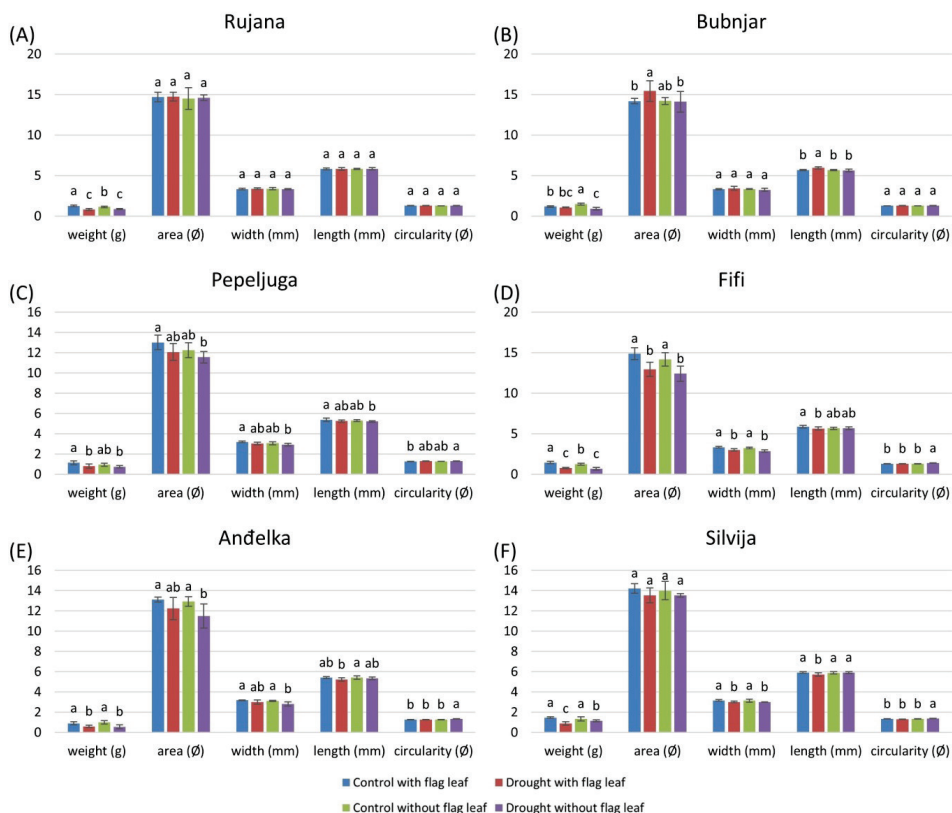 (A) Rujana
20
15
10
5
0
a c b c
a a a a
a a a a
a a a a
a a a a
weight (g) area (Ø) width (mm) length (mm) circularity (Ø)
(B) Bubnjar
20
15
10
5
0
b bc a c
b a ab b
a a a a
b a b b
a a a a
weight (g) area (Ø) width (mm) length (mm) circularity (Ø)
(C) Pepeljuga
16
14
12
10
8
6
4
2
0
a b ab b
a ab ab b
a ab ab b
a ab ab b
b ab ab a
weight (g) area (Ø) width (mm) length (mm) circularity (Ø)
(D) Fifi
20
15
10
5
0
a c b c
a b a b
a b a b
a b ab ab
b b b a
weight (g) area (Ø) width (mm) length (mm) circularity (Ø)
(E) Anđelka
16
14
12
10
8
6
4
2
0
a b a b
a ab a b
a ab a b
ab b a ab
b b b a
weight (g) area (Ø) width (mm) length (mm) circularity (Ø)
(F) Silvija
16
14
12
10
8
6
4
2
0
a c a b
a a a a
a b a b
a b a a
b b b a
weight (g) area (Ø) width (mm) length (mm) circularity (Ø)
Control with flag leaf Drought with flag leaf
Control without flag leaf Drought without flag leaf